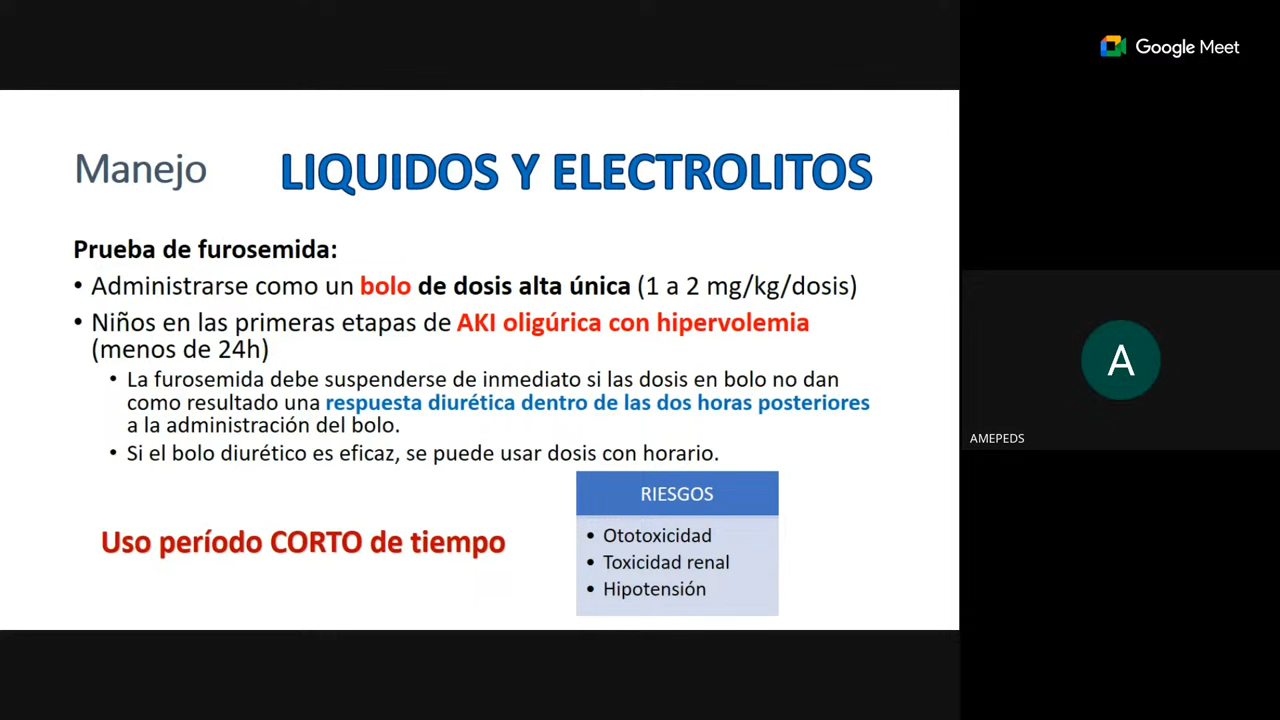 Google Meet
Manejo LIQUIDOS Y ELECTROLITOS
Prueba de furosemida:
• Administrarse como un bolo de dosis alta única (1 a 2 mg/kg/dosis)
• Niños en las primeras etapas de AKI oligúrica con hipervolemia
(menos de 24h)
• La furosemida debe suspenderse de inmediato si las dosis en bolo no dan
como resultado una respuesta diurética dentro de las dos horas posteriores
a la administración del bolo.
• Si el bolo diurético es eficaz, se puede usar dosis con horario.
Uso período CORTO de tiempo
RIESGOS
• Ototoxicidad
• Toxicidad renal
• Hipotensión
A
AMEPEDS